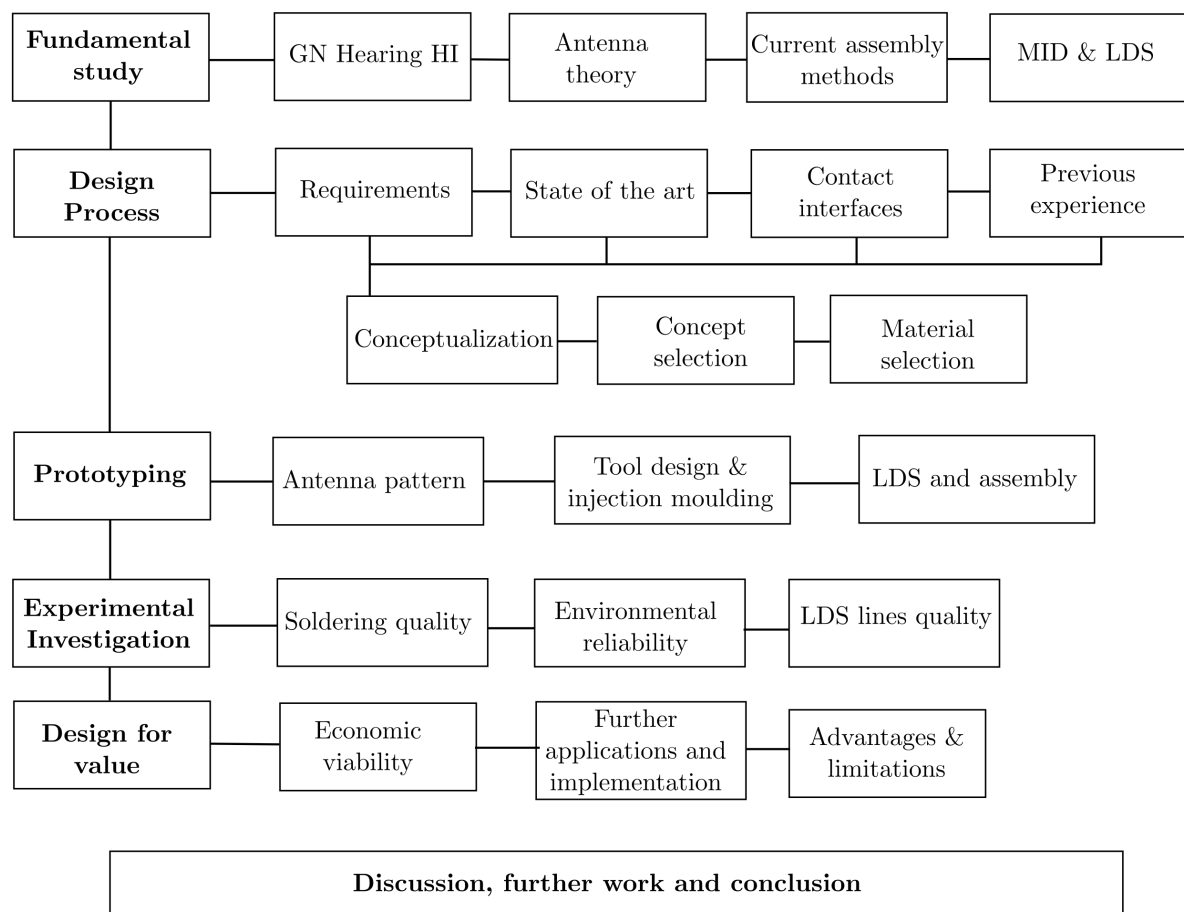 Fundamental
study
GN Hearing HI
Antenna
theory
Current assembly
methods
MID & LDS
Design
Process
Requirements
State of the art
Contact
interfaces
Previous
experience
Conceptualization
Concept
selection
Material
selection
Prototyping
Antenna pattern
Tool design &
injection moulding
LDS and assembly
Experimental
Investigation
Soldering quality
Environmental
reliability
LDS lines quality
Design for
value
Economic
viability
Further
applications and
implementation
Advantages &
limitations
Discussion, further work and conclusion